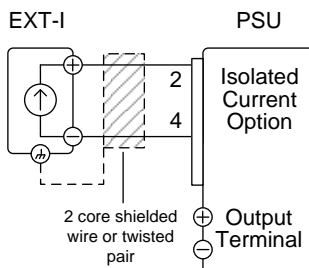 EXT-I
PSU
2
4
Isolated
Current
Option
2 core shielded
wire or twisted
pair
Output
Terminal